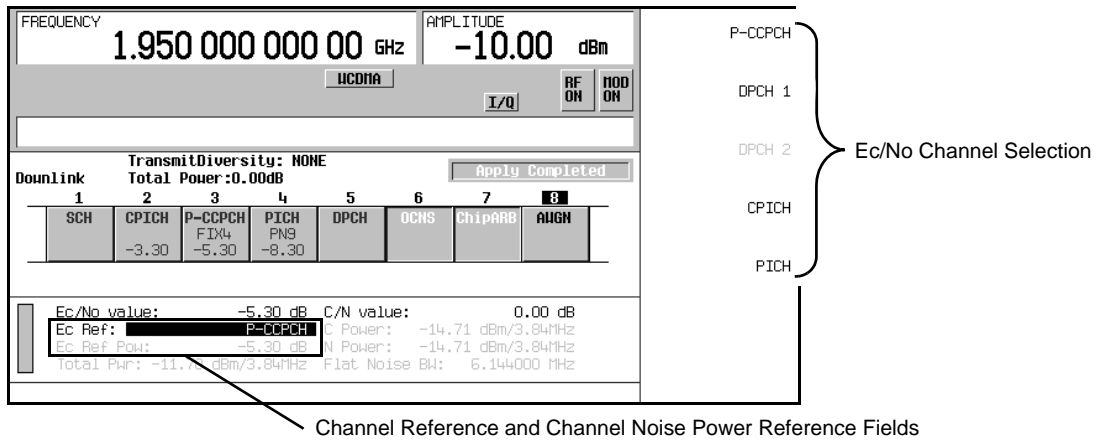 FREQUENCY
1.950 000 000 00 GHz
AMPLITUDE
-10.00 dBm
WCDMA
I/Q
RF ON
MOD ON
TransmitDiversity: NONE
Downlink Total Power:0.00dB
Apply Completed
1 2 3 4 5 6 7 8
SCH CPICH P-CCPCH PICH DPCH OCNS ChipARB AWGN
FIX4 PN9
-3.30 -5.30 -8.30
Ec/No value: -5.30 dB C/N value: 0.00 dB
Ec Ref: P-CCPCH C Power: -14.71 dBm/3.84MHz
Ec Ref Pow: -5.30 dB N Power: -14.71 dBm/3.84MHz
Total Pwr: dBm/3.84MHz Flat Noise BW: 6.144000 MHz
P-CCPCH
DPCH 1
DPCH 2
CPICH
PICH
Ec/No Channel Selection
Channel Reference and Channel Noise Power Reference Fields